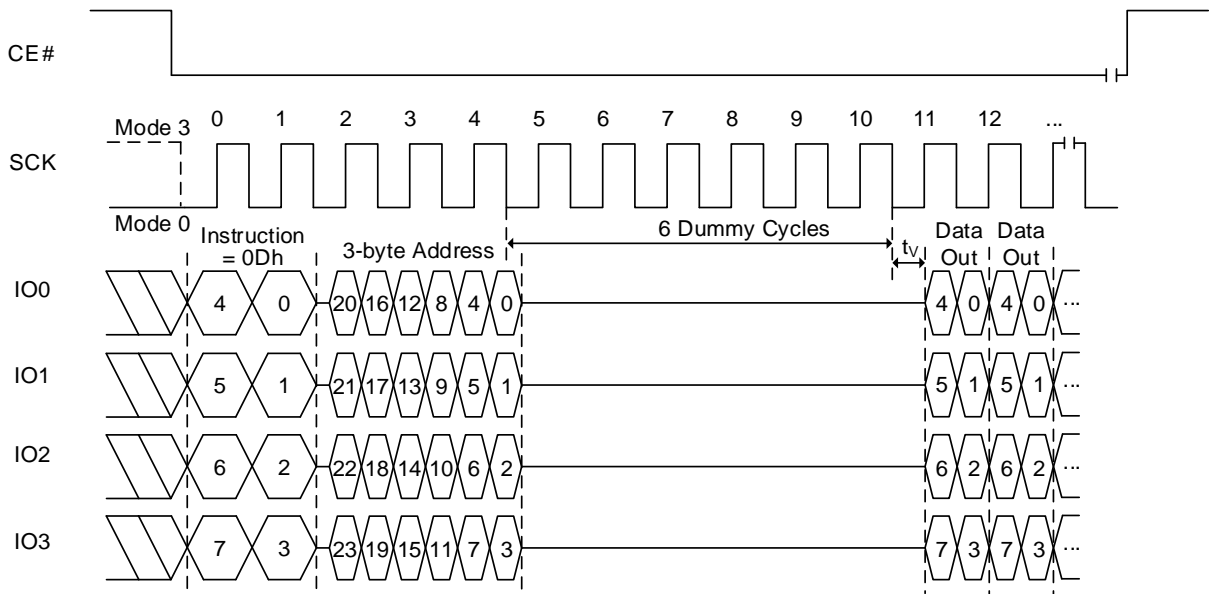 CE#
0 1 2 3 4 5 6 7 8 9 10 11 12 ...
Mode 3
SCK
Mode 0
Instruction
= 0Dh
3-byte Address
6 Dummy Cycles
tV
Data
Out
Data
Out
IO0 4 0 20 16 12 8 4 0 4 0 4 0 ...
IO1 5 1 21 17 13 9 5 1 5 1 5 1 ...
IO2 6 2 22 18 14 10 6 2 6 2 6 2 ...
IO3 7 3 23 19 15 11 7 3 7 3 7 3 ...